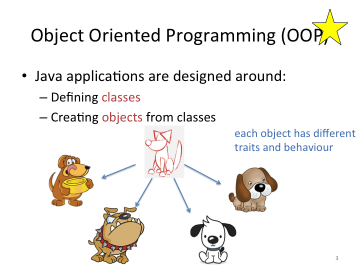 Object Oriented Programming (OOP)
• Java applications are designed around:
– Defining classes
– Creating objects from classes
each object has different
traits and behaviour
3